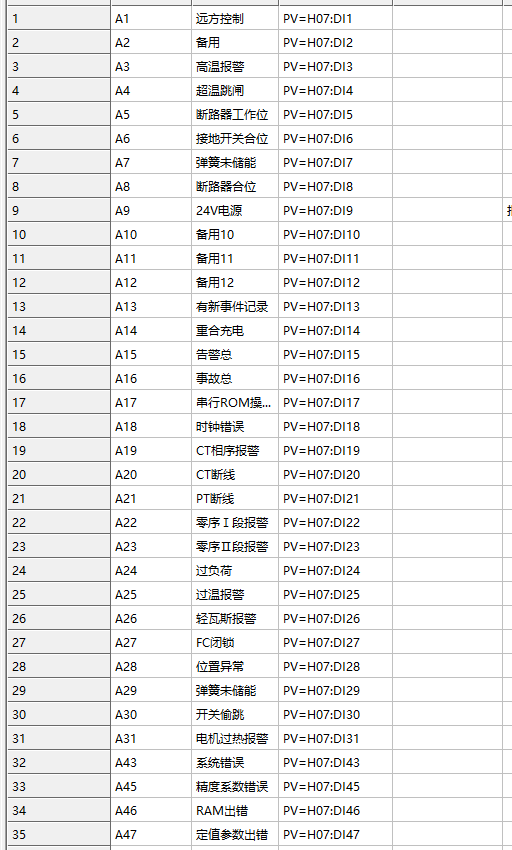 1 A1 远方控制 PV=H07:DI1
2 A2 备用 PV=H07:DI2
3 A3 高温报警 PV=H07:DI3
4 A4 超温跳闸 PV=H07:DI4
5 A5 断路器工作位 PV=H07:DI5
6 A6 接地开关合位 PV=H07:DI6
7 A7 弹簧未储能 PV=H07:DI7
8 A8 断路器合位 PV=H07:DI8
9 A9 24V电源 PV=H07:DI9
10 A10 备用10 PV=H07:DI10
11 A11 备用11 PV=H07:DI11
12 A12 备用12 PV=H07:DI12
13 A13 有新事件记录 PV=H07:DI13
14 A14 重合充电 PV=H07:DI14
15 A15 告警总 PV=H07:DI15
16 A16 事故总 PV=H07:DI16
17 A17 串行ROM操... PV=H07:DI17
18 A18 时钟错误 PV=H07:DI18
19 A19 CT相序报警 PV=H07:DI19
20 A20 CT断线 PV=H07:DI20
21 A21 PT断线 PV=H07:DI21
22 A22 零序Ⅰ段报警 PV=H07:DI22
23 A23 零序Ⅱ段报警 PV=H07:DI23
24 A24 过负荷 PV=H07:DI24
25 A25 过温报警 PV=H07:DI25
26 A26 轻瓦斯报警 PV=H07:DI26
27 A27 FC闭锁 PV=H07:DI27
28 A28 位置异常 PV=H07:DI28
29 A29 弹簧未储能 PV=H07:DI29
30 A30 开关偷跳 PV=H07:DI30
31 A31 电机过热报警 PV=H07:DI31
32 A43 系统错误 PV=H07:DI43
33 A45 精度系数错误 PV=H07:DI45
34 A46 RAM出错 PV=H07:DI46
35 A47 定值参数出错 PV=H07:DI47